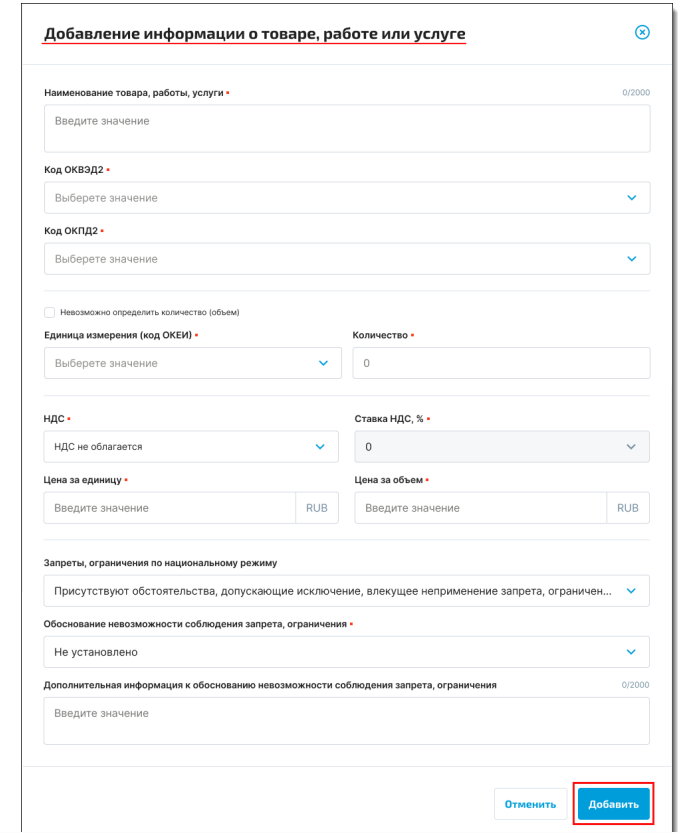 Добавление информации о товаре, работе или услуге
Наименование товара, работы, услуги
0/2000
Введите значение
Код ОКВЭД2
Выберете значение
Код ОКПД2
Выберете значение
Невозможно определить количество (объем)
Единица измерения (код ОКЕИ)
Количество
Выберете значение
0
НДС
Ставка НДС, %
НДС не облагается
0
Цена за единицу
Цена за объем
Введите значение
RUB
Введите значение
RUB
Запреты, ограничения по национальному режиму
Присутствуют обстоятельства, допускающие исключение, влекущее неприменение запрета, ограничен...
Обоснование невозможности соблюдения запрета, ограничения
Не установлено
Дополнительная информация к обоснованию невозможности соблюдения запрета, ограничения
0/2000
Введите значение
Отменить
Добавить